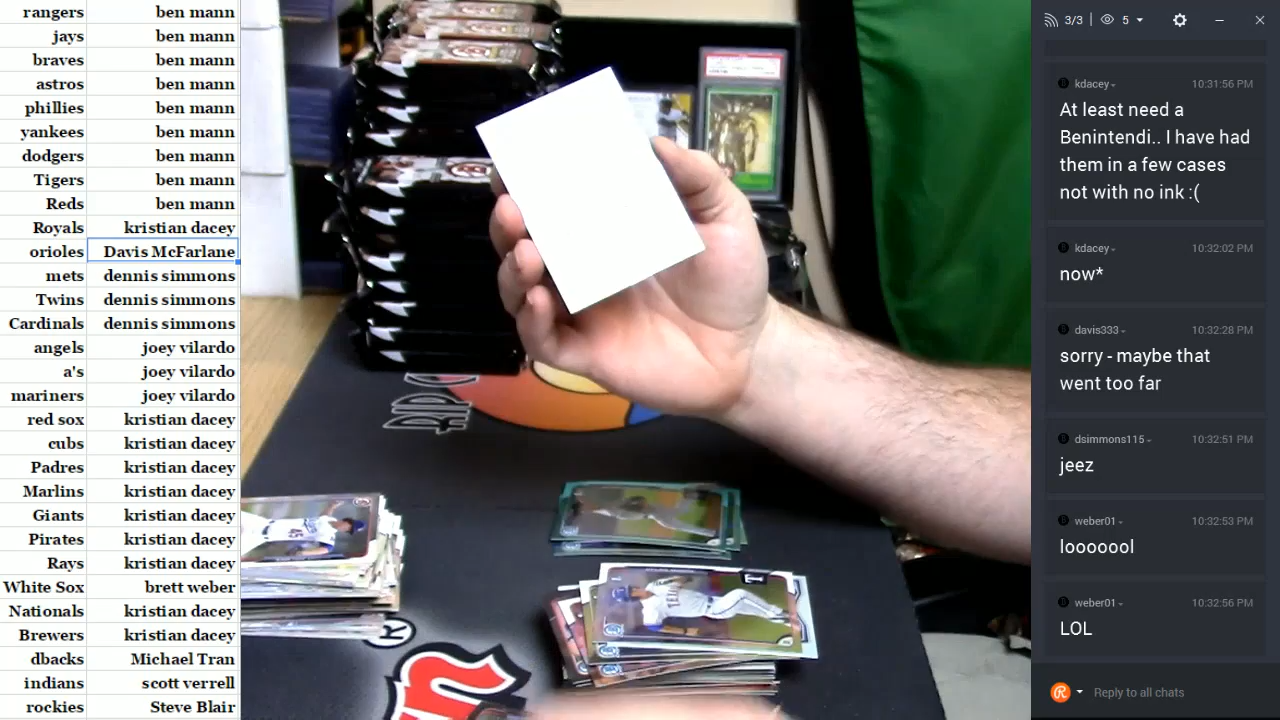 rangers ben mann
jays ben mann
braves ben mann
astros ben mann
phillies ben mann
yankees ben mann
dodgers ben mann
Tigers ben mann
Reds ben mann
Royals kristian dacey
orioles Davis McFarlane
mets dennis simmons
Twins dennis simmons
Cardinals dennis simmons
angels joey vilardo
a's joey vilardo
mariners joey vilardo
red sox kristian dacey
cubs kristian dacey
Padres kristian dacey
Marlins kristian dacey
Giants kristian dacey
Pirates kristian dacey
Rays kristian dacey
White Sox brett weber
Nationals kristian dacey
Brewers kristian dacey
dbacks Michael Tran
indians scott verrell
rockies Steve Blair
RIP
3/3 5
kdacey 10:31:56 PM
At least need a
Benintendi.. I have had
them in a few cases
not with no ink :(
kdacey 10:32:02 PM
now*
davis333 10:32:28 PM
sorry - maybe that
went too far
dsimmons115 10:32:51 PM
jeez
weber01 10:32:53 PM
looooool
weber01 10:32:56 PM
LOL
Reply to all chats